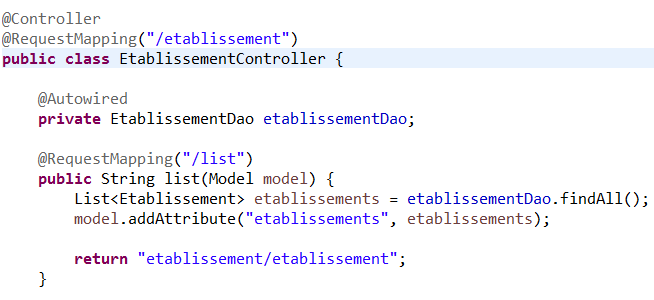 @Controller
@RequestMapping("/etablissement")
public class EtablissementController {
@Autowired
private EtablissementDao etablissementDao;
@RequestMapping("/list")
public String list(Model model) {
List<Etablissement> etablissements = etablissementDao.findAll();
model.addAttribute("etablissements", etablissements);
return "etablissement/etablissement";
}